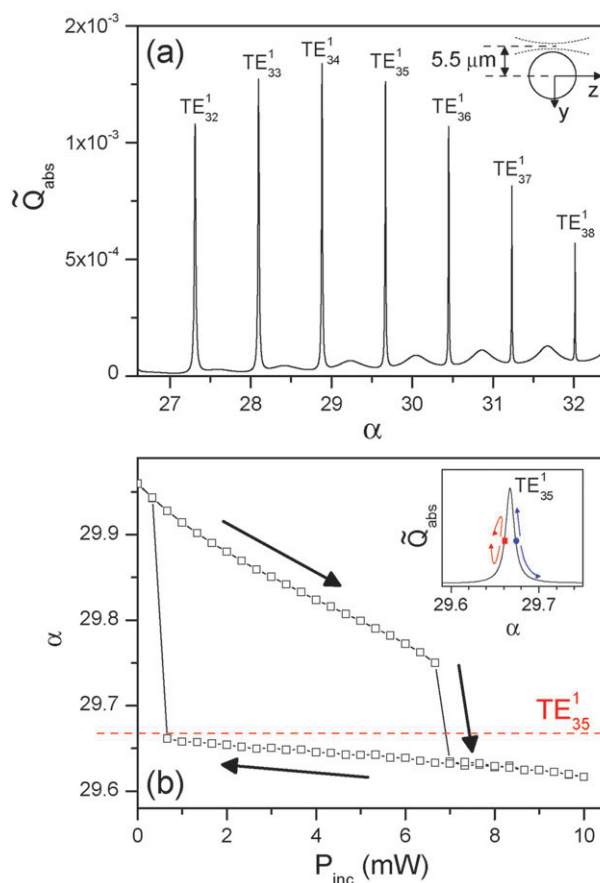 2x10⁻³
(a)
5.5 μm
z
y
TE¹₃₂
TE¹₃₃
TE¹₃₄
TE¹₃₅
TE¹₃₆
TE¹₃₇
TE¹₃₈
1x10⁻³
5x10⁻⁴
0
Q̃abs
27 28 29 30 31 32
α
29.9
29.8
29.7
29.6
α
TE¹₃₅
Q̃abs
29.6 29.7
α
TE¹₃₅
(b)
0 2 4 6 8 10
Pinc (mW)